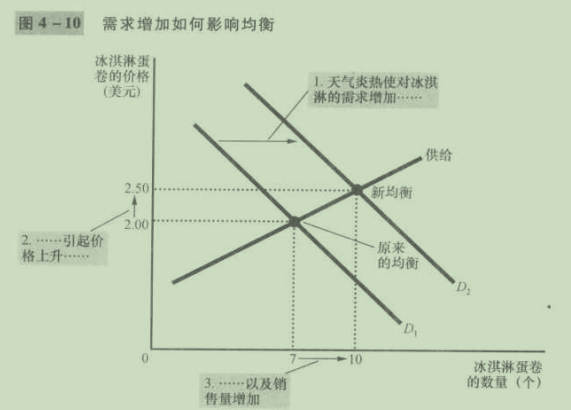 图 4-10 需求增加如何影响均衡
冰淇淋蛋
卷的价格
(美元)
1. 天气炎热使对冰淇
淋的需求增加……
供给
2.50
新均衡
2.00
2. ……引起价
格上升……
原来
的均衡
D₂
D₁
0
7
10
冰淇淋蛋卷
的数量（个）
3. ……以及销
售量增加